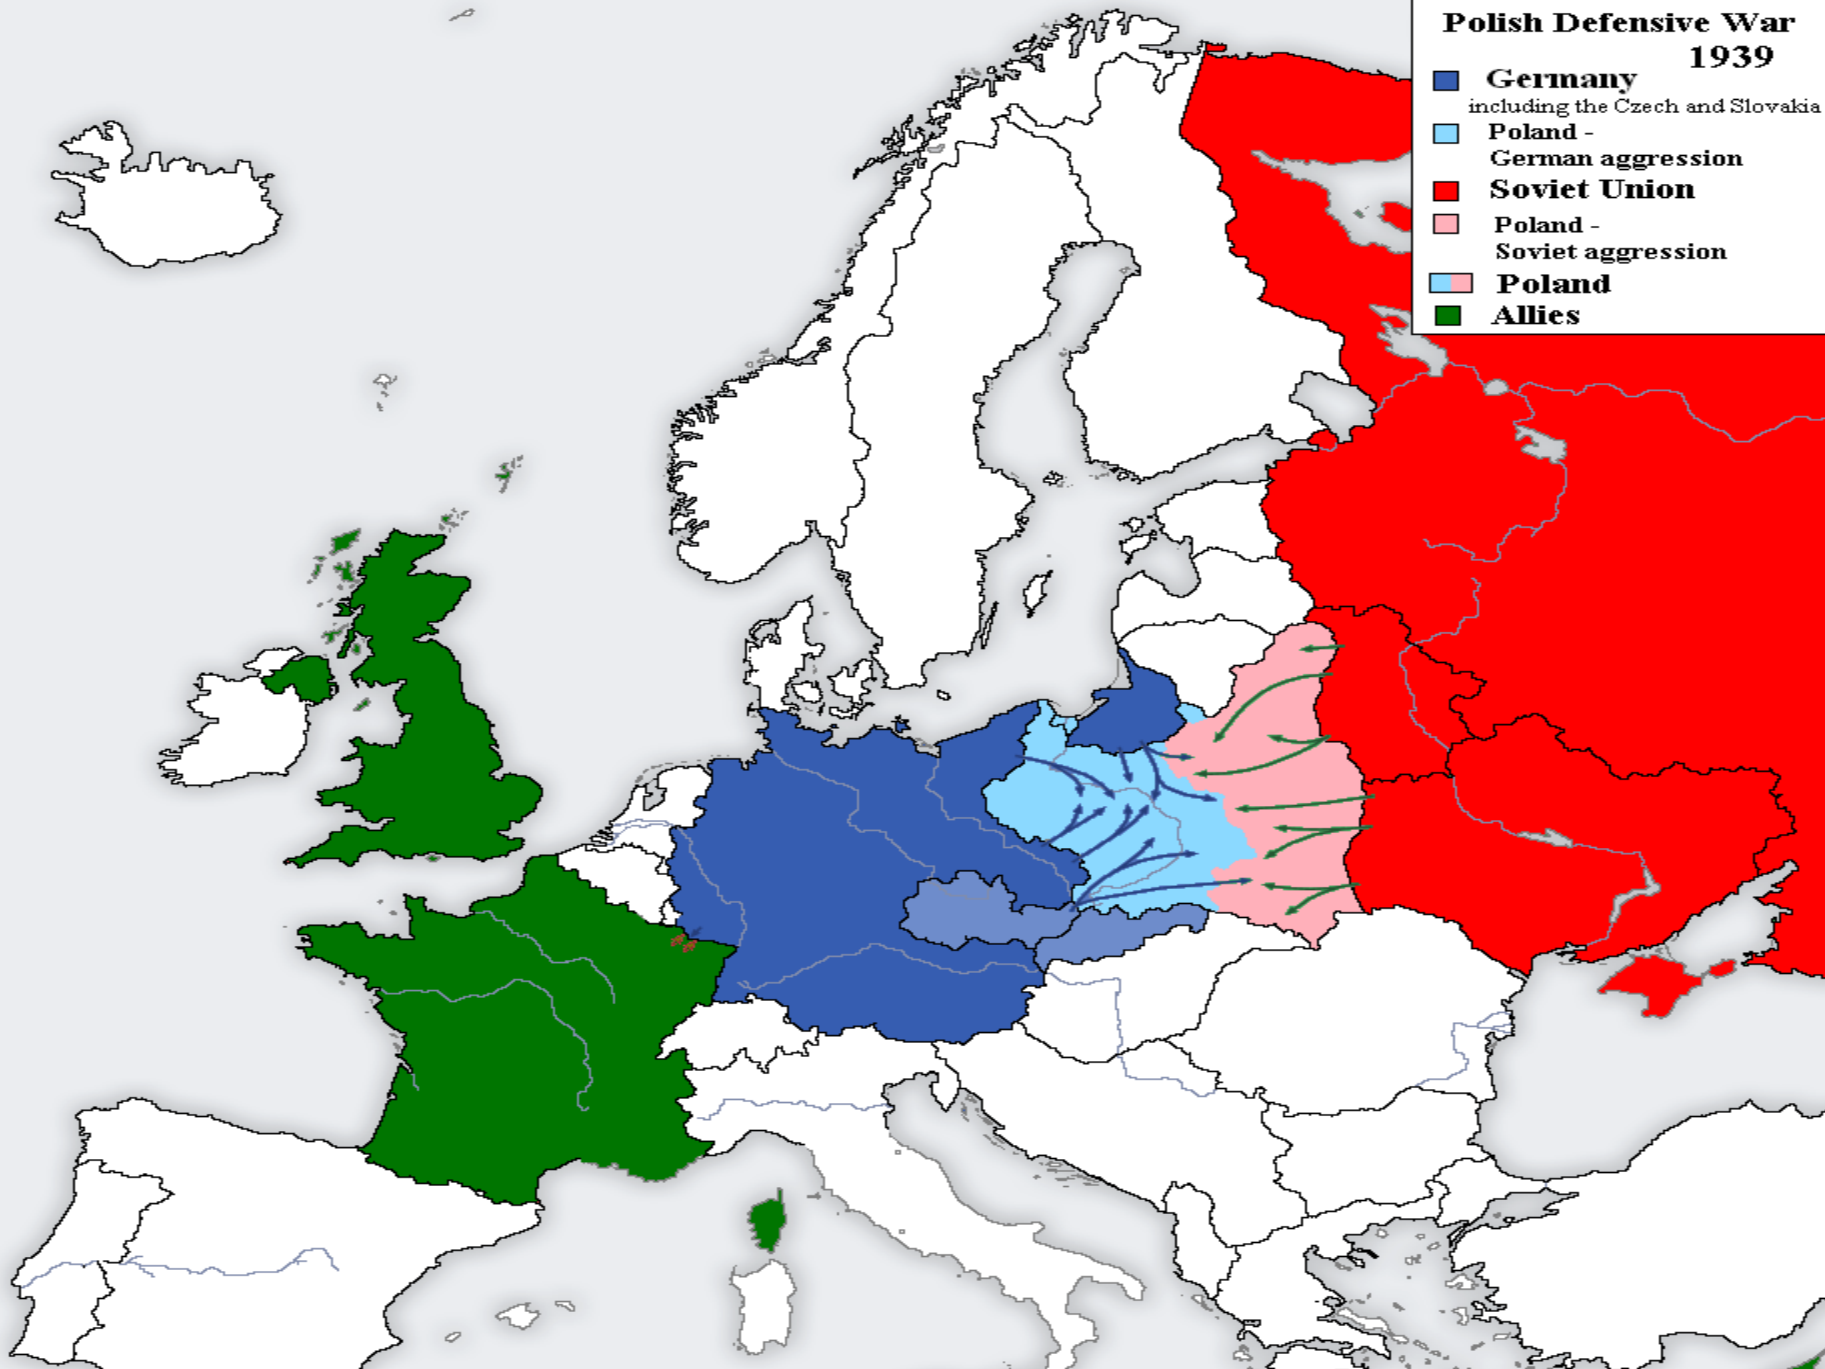 Polish Defensive War
1939
Germany
including the Czech and Slovakia
Poland -
German aggression
Soviet Union
Poland -
Soviet aggression
Poland
Allies